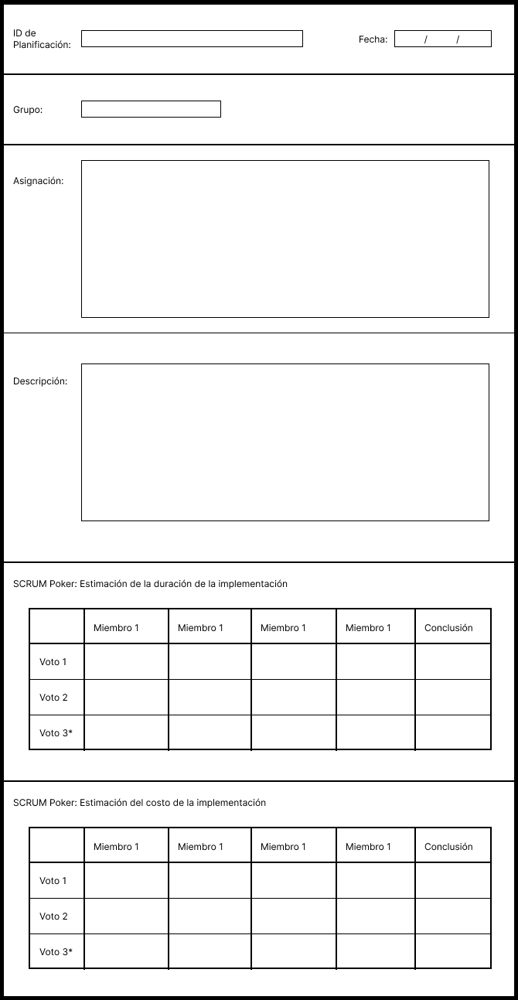 ID de
Planificación:
Fecha: / /
Grupo:
Asignación:
Descripción:
SCRUM Poker: Estimación de la duración de la implementación
Miembro 1 Miembro 1 Miembro 1 Miembro 1 Conclusión
Voto 1
Voto 2
Voto 3*
SCRUM Poker: Estimación del costo de la implementación
Miembro 1 Miembro 1 Miembro 1 Miembro 1 Conclusión
Voto 1
Voto 2
Voto 3*